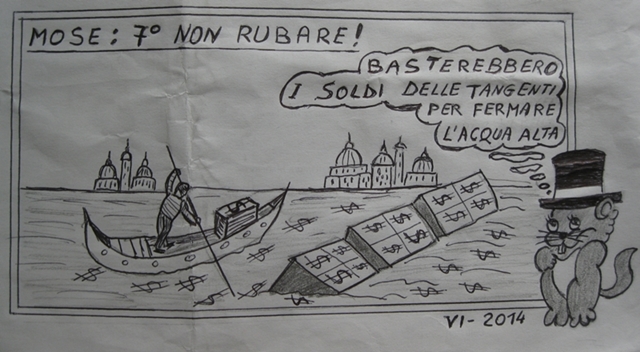 MOSE: 7° NON RUBARE!
BASTEREBBERO
I SOLDI DELLE TANGENTI
PER FERMARE
L'ACQUA ALTA
VI-2014